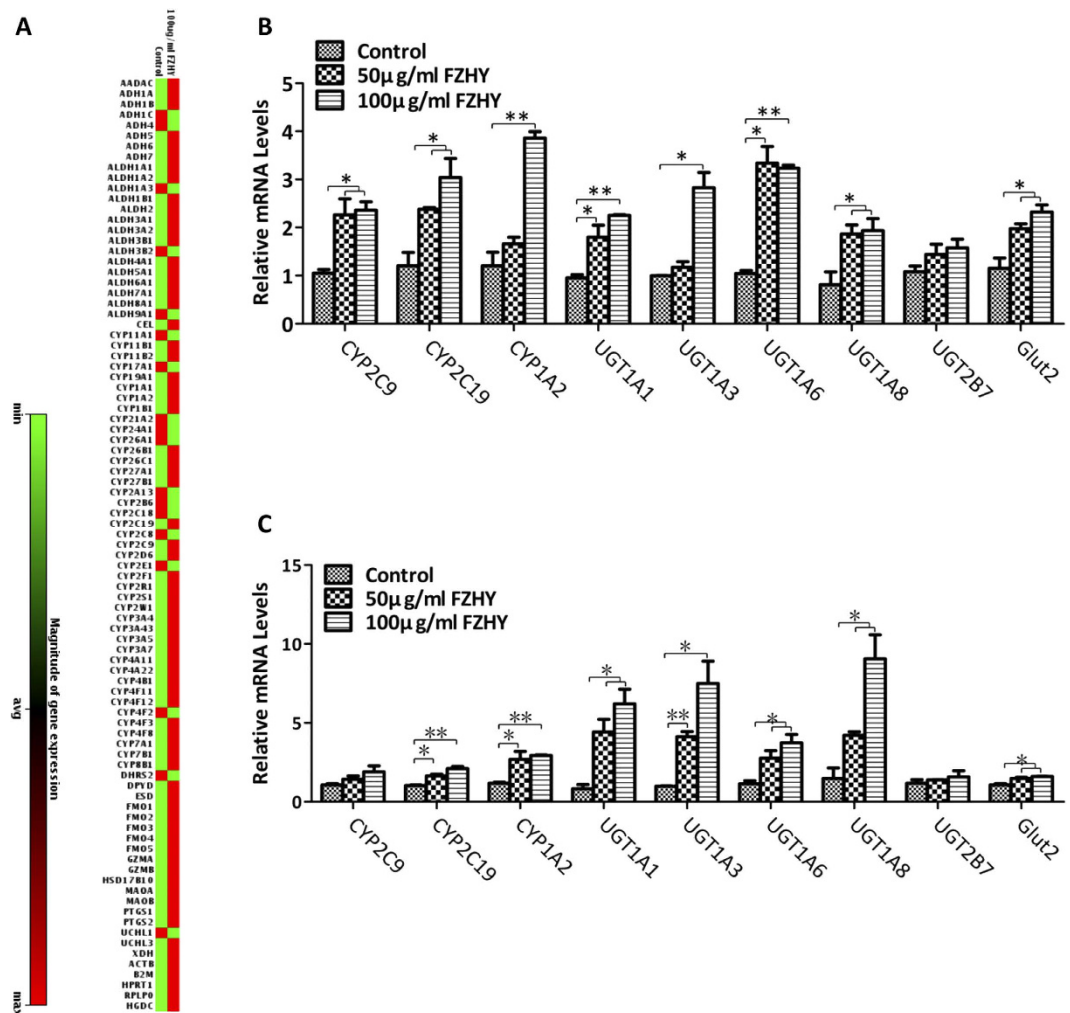 A
Control
100ug/ml FZHY
AADAC
ADH1A
ADH1B
ADH1C
ADH4
ADH5
ADH6
ADH7
ALDH1A1
ALDH1A2
ALDH1A3
ALDH1B1
ALDH2
ALDH3A1
ALDH3A2
ALDH3B1
ALDH3B2
ALDH4A1
ALDH5A1
ALDH6A1
ALDH7A1
ALDH8A1
ALDH9A1
CEL
CYP11A1
CYP11B1
CYP11B2
CYP17A1
CYP19A1
CYP1A1
CYP1A2
CYP1B1
CYP21A2
CYP24A1
CYP26A1
CYP26B1
CYP26C1
CYP27A1
CYP27B1
CYP2A13
CYP2B6
CYP2C18
CYP2C19
CYP2C8
CYP2C9
CYP2D6
CYP2E1
CYP2F1
CYP2R1
CYP2S1
CYP2W1
CYP3A4
CYP3A43
CYP3A5
CYP3A7
CYP4A11
CYP4A22
CYP4B1
CYP4F11
CYP4F12
CYP4F2
CYP4F3
CYP4F8
CYP7A1
CYP7B1
CYP8B1
DHRS2
DPYD
ESD
FMO1
FMO2
FMO3
FMO4
FMO5
GZMA
GZMB
HSD17B10
MAOA
MAOB
PTGS1
PTGS2
UCHL1
UCHL3
XDH
ACTB
B2M
HPRT1
RPLP0
HGDC
min
avg
Magnitude of gene expression
B
Control
50μ g/ml FZHY
100μ g/ml FZHY
Relative mRNA Levels
5
4
3
2
1
0
*
*
**
*
**
*
*
**
*
*
CYP2C9
CYP2C19
CYP1A2
UGT1A1
UGT1A3
UGT1A6
UGT1A8
UGT2B7
Glut2
C
Control
50μ g/ml FZHY
100μ g/ml FZHY
Relative mRNA Levels
15
10
5
0
*
**
*
**
*
**
*
*
*
*
CYP2C9
CYP2C19
CYP1A2
UGT1A1
UGT1A3
UGT1A6
UGT1A8
UGT2B7
Glut2